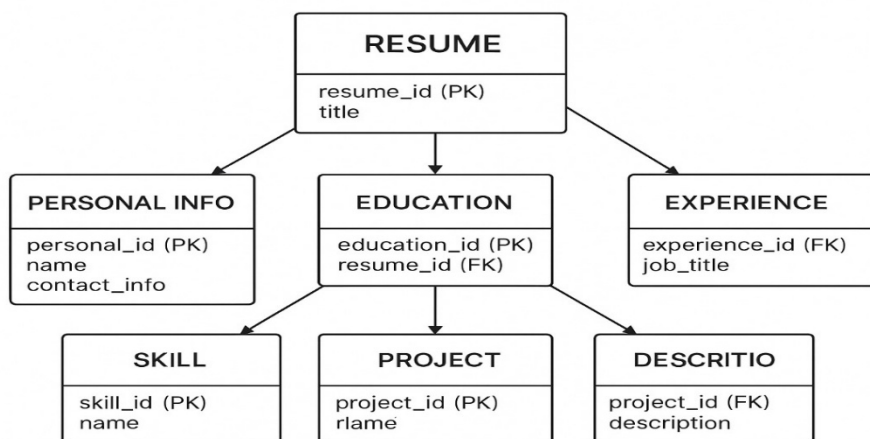 RESUME
resume_id (PK)
title
PERSONAL INFO
personal_id (PK)
name
contact_info
EDUCATION
education_id (PK)
resume_id (FK)
EXPERIENCE
experience_id (FK)
job_title
SKILL
skill_id (PK)
name
PROJECT
project_id (PK)
rlame
DESCRITIO
project_id (FK)
description